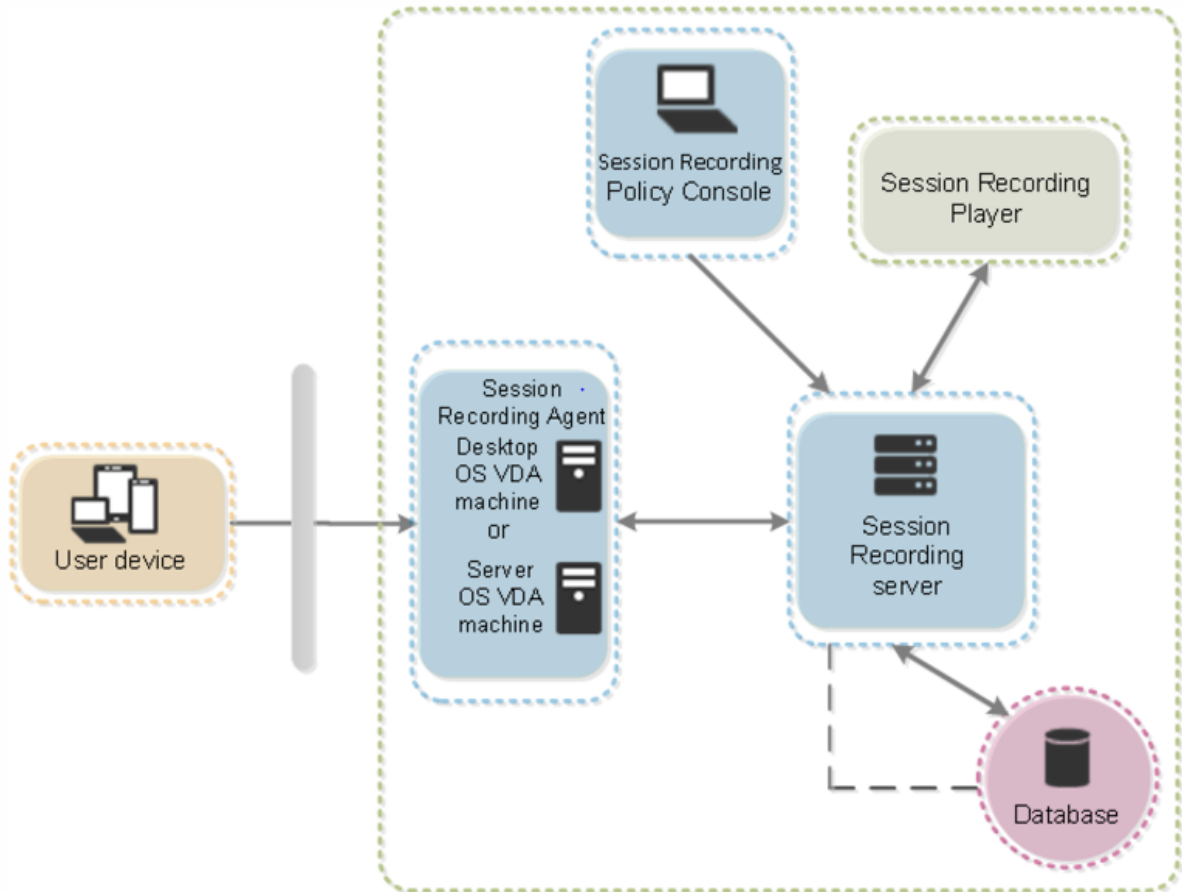 Session Recording
Policy Console
Session Recording
Player
Session
Recording Agent
Desktop
OS VDA
machine
or
Server
OS VDA
machine
User device
Session
Recording
server
Database